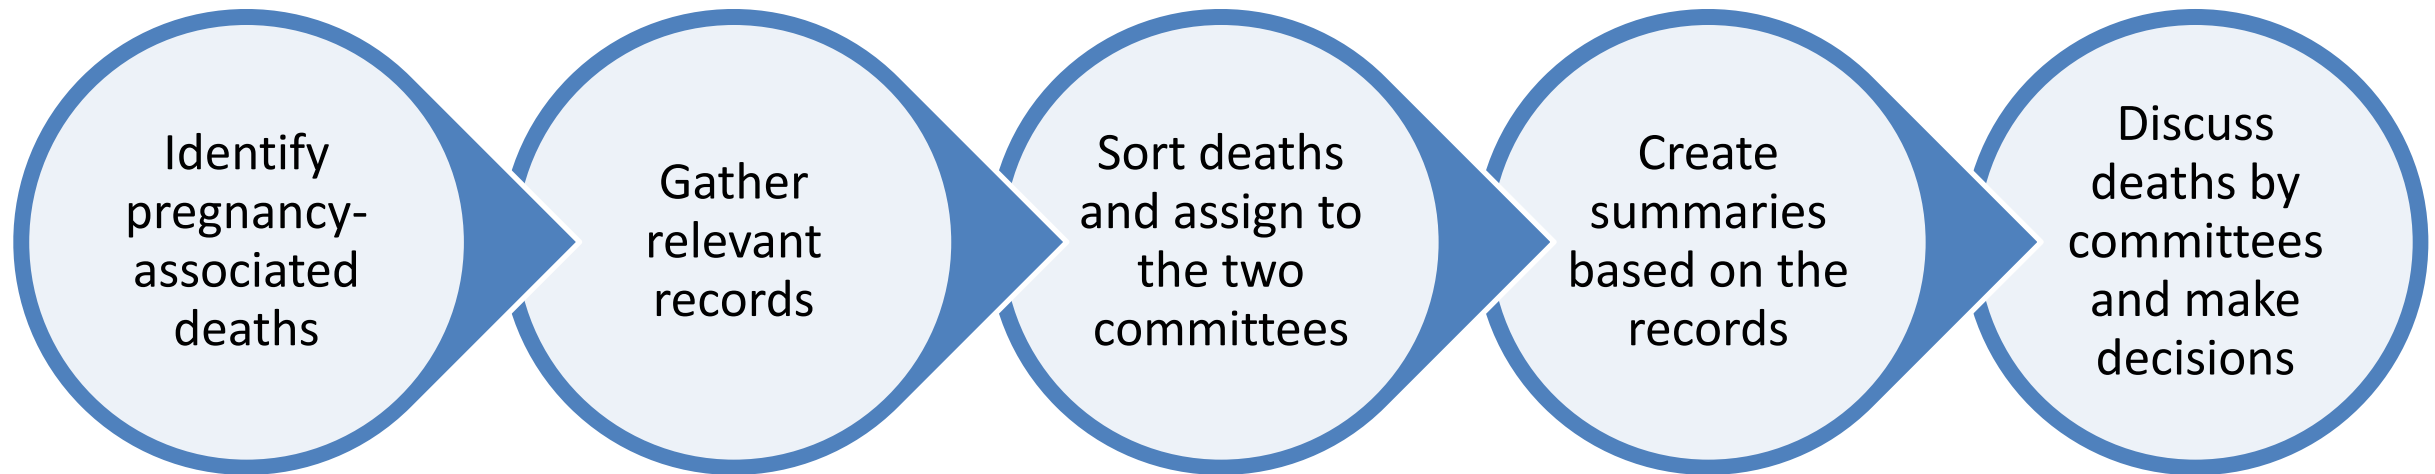 Identify
pregnancy-
associated
deaths
Gather
relevant
records
Sort deaths
and assign to
the two
committees
Create
summaries
based on the
records
Discuss
deaths by
committees
and make
decisions